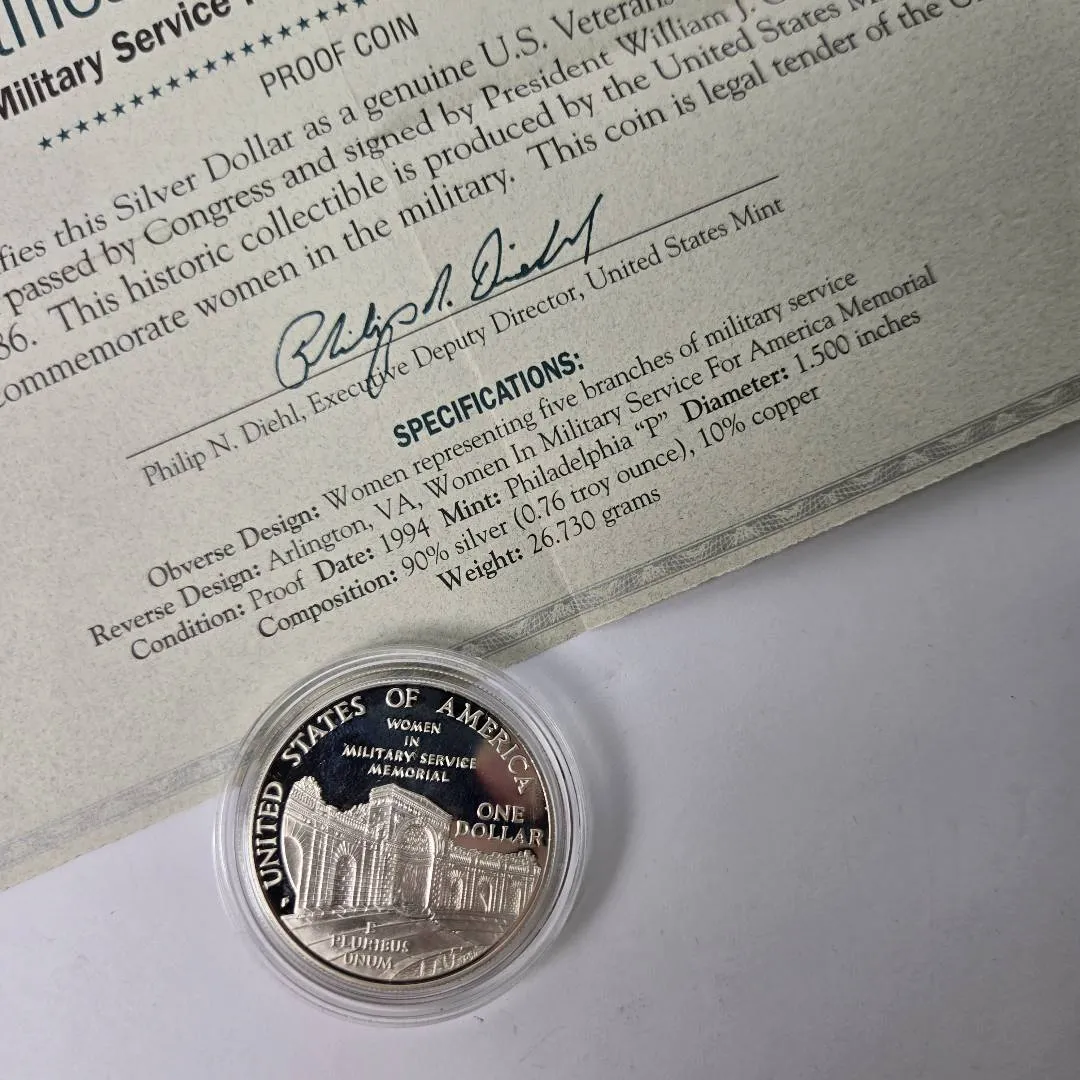 Military Service
PROOF COIN
this Silver Dollar as a genuine U.S. Veterans
passed by Congress and signed by President William J.
86. This historic collectible is produced by the United States
commemorate women in the military. This coin is legal tender of the
Philip N. Diehl
Philip N. Diehl, Executive Deputy Director, United States Mint
SPECIFICATIONS:
Obverse Design: Women representing five branches of military service
Reverse Design: Arlington, VA, Women In Military Service For America Memorial
Condition: Proof Date: 1994 Mint: Philadelphia "P" Diameter: 1.500 inches
Composition: 90% silver (0.76 troy ounce), 10% copper
Weight: 26.730 grams
UNITED STATES OF AMERICA
WOMEN
IN
MILITARY SERVICE
MEMORIAL
ONE
DOLLAR
E
PLURIBUS
UNUM